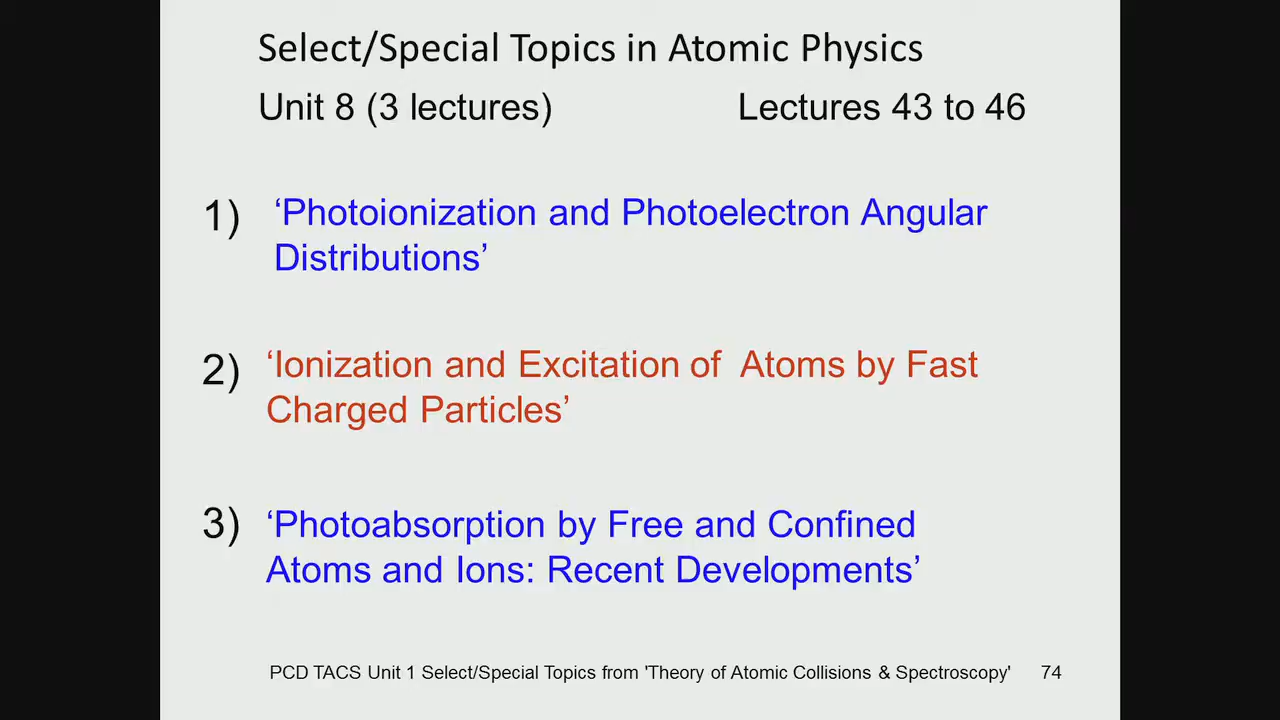 Select/Special Topics in Atomic Physics
Unit 8 (3 lectures) Lectures 43 to 46
1) ‘Photoionization and Photoelectron Angular
Distributions’
2) ‘Ionization and Excitation of Atoms by Fast
Charged Particles’
3) ‘Photoabsorption by Free and Confined
Atoms and Ions: Recent Developments’
PCD TACS Unit 1 Select/Special Topics from 'Theory of Atomic Collisions & Spectroscopy' 74